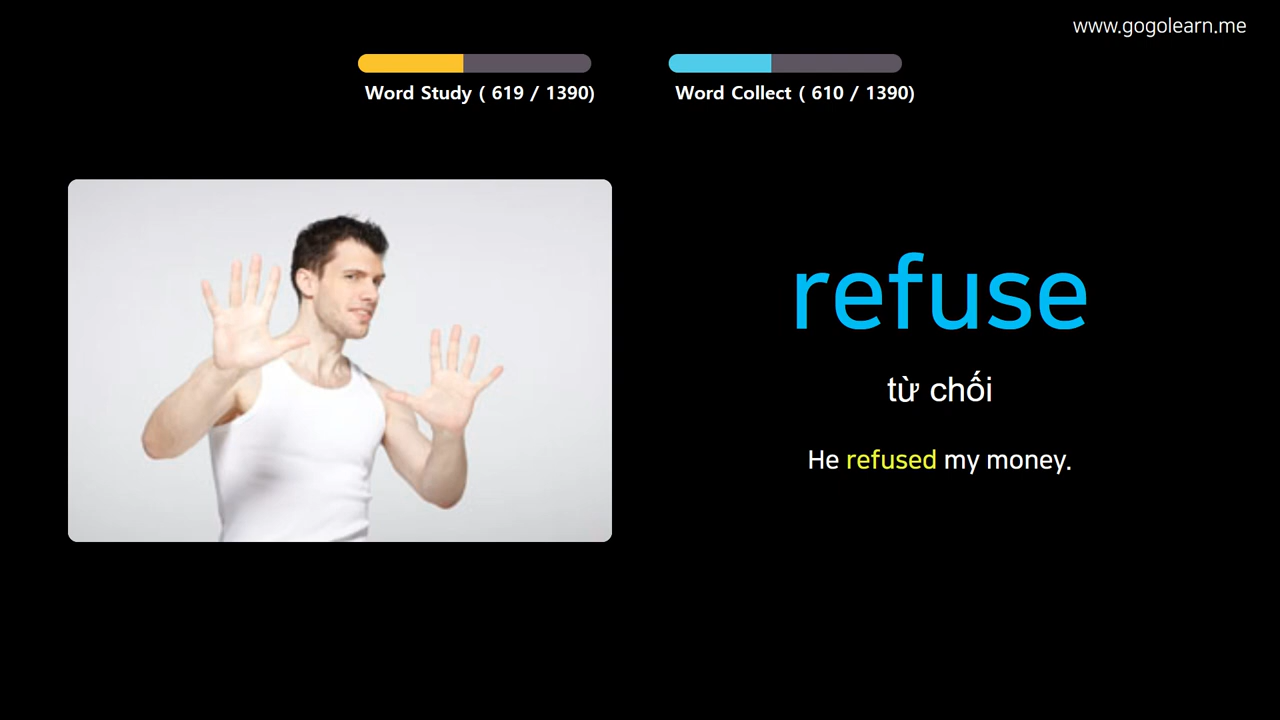 www.gogolearn.me
Word Study ( 619 / 1390)
Word Collect ( 610 / 1390)
refuse
từ chối
He refused my money.